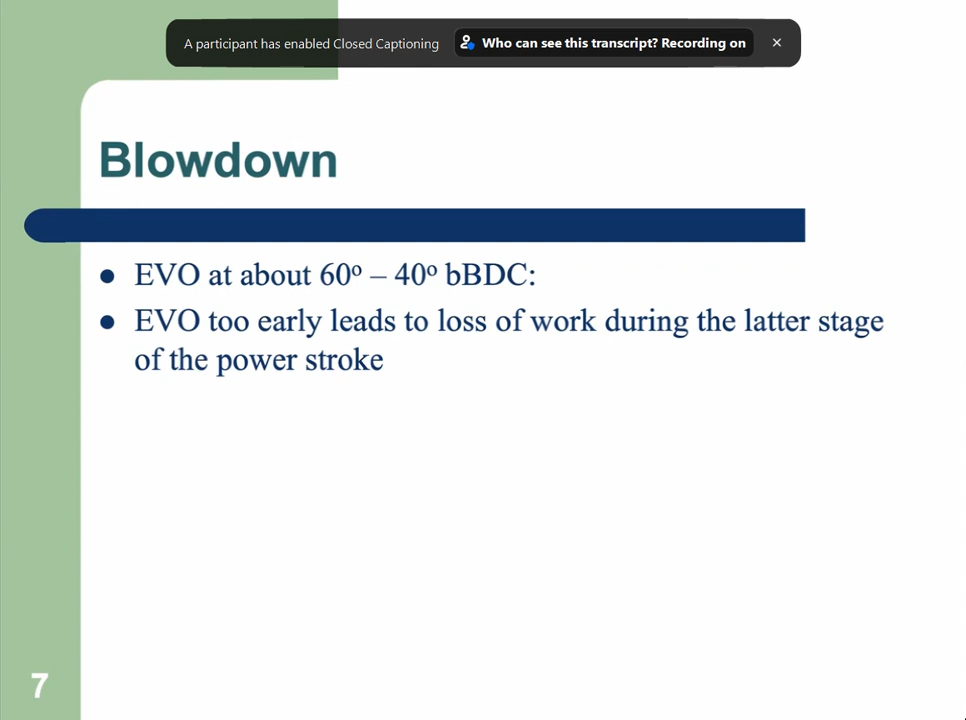 A participant has enabled Closed Captioning Who can see this transcript? Recording on
Blowdown
EVO at about 60º – 40º bBDC:
EVO too early leads to loss of work during the latter stage
of the power stroke
7